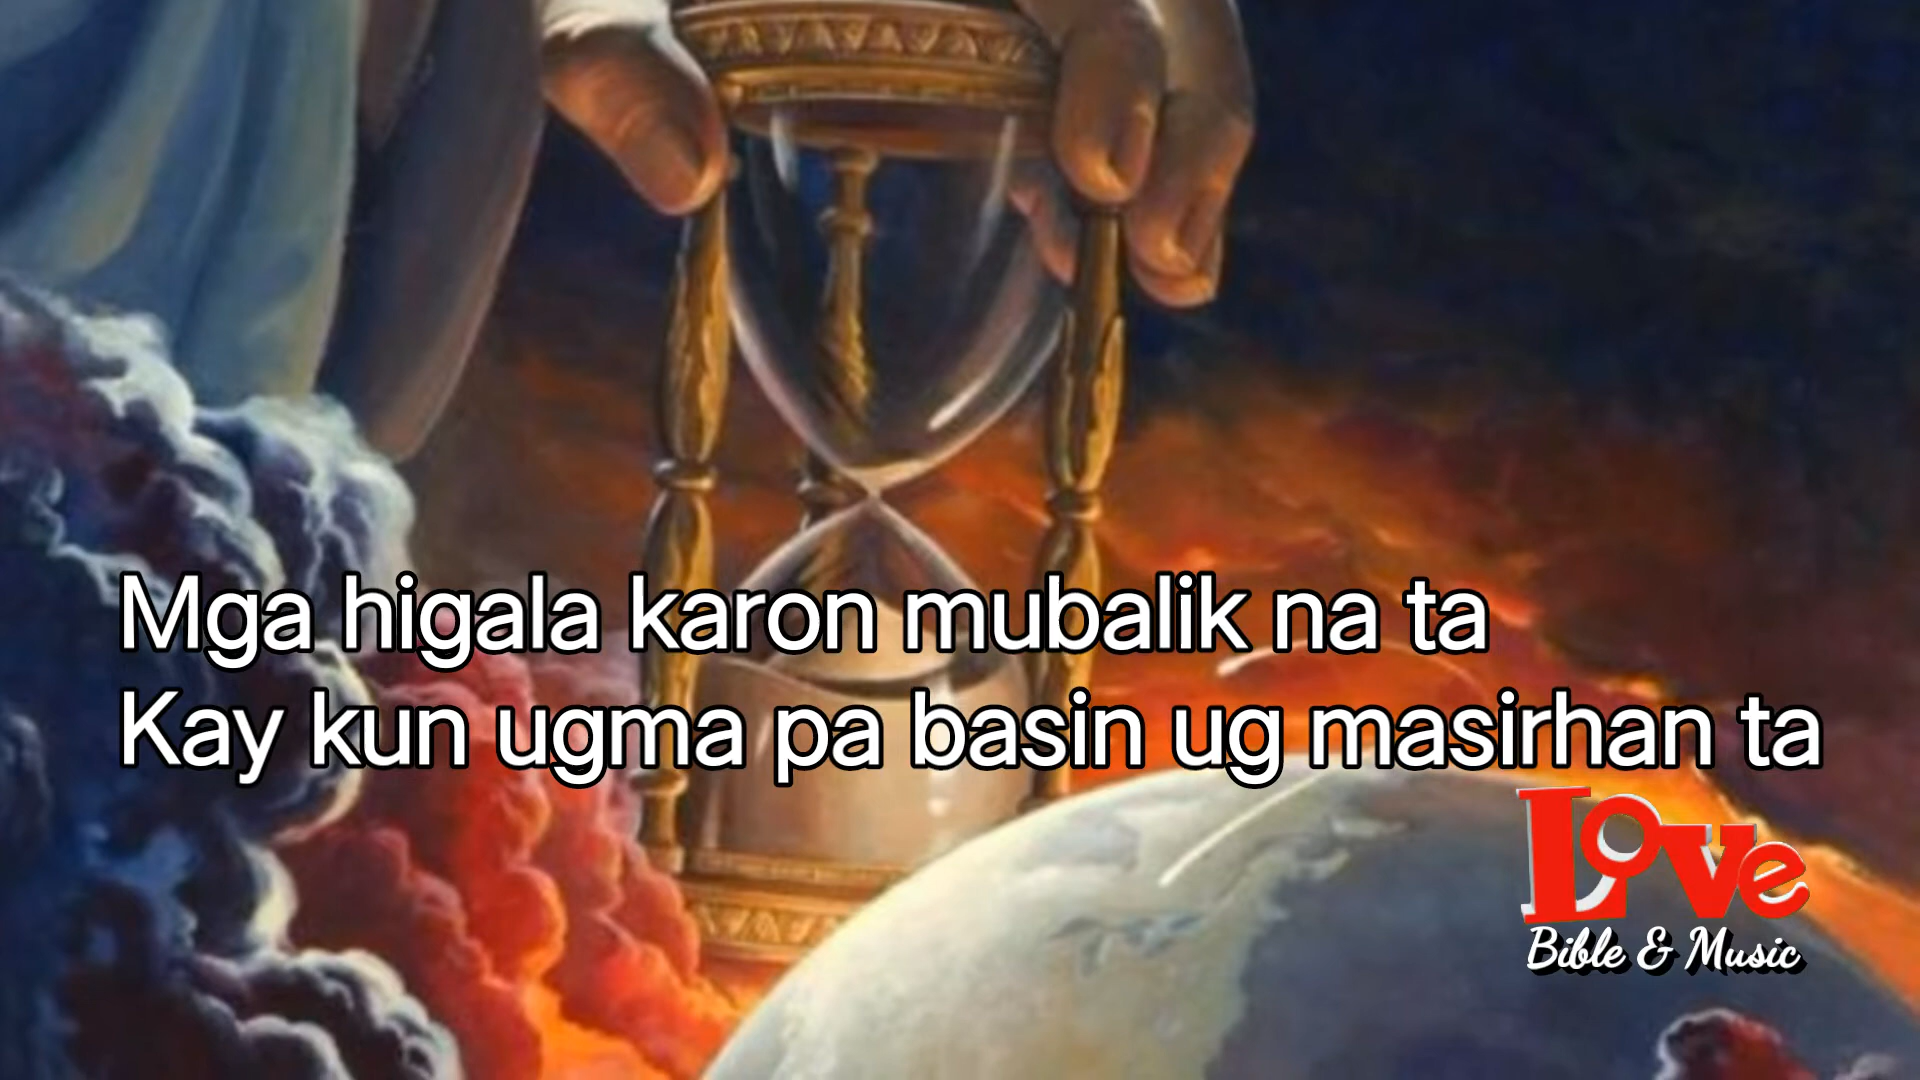 Mga higala karon mubalik na ta
Kay kun ugma pa basin ug masirhan ta
Love
Bible & Music